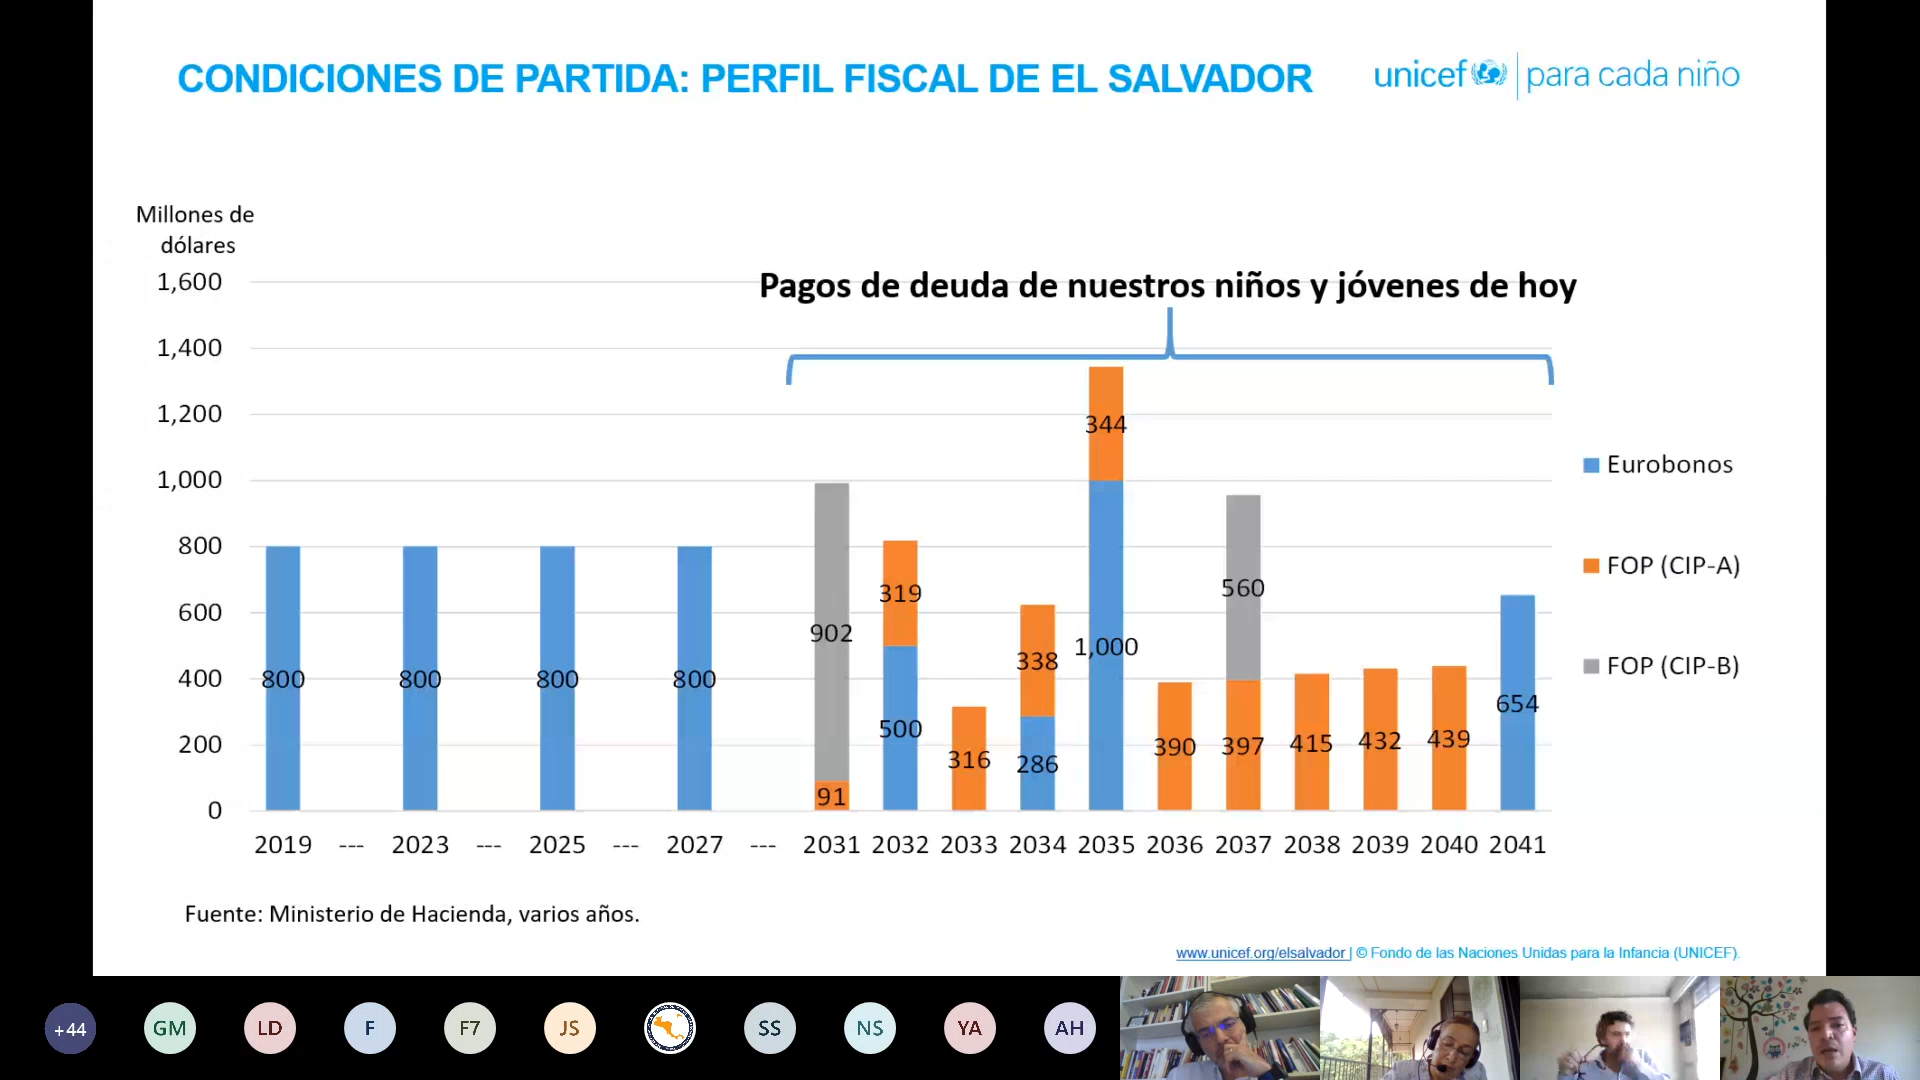 CONDICIONES DE PARTIDA: PERFIL FISCAL DE EL SALVADOR
unicef para cada niño
Millones de
dólares
1,600
1,400
1,200
1,000
800
600
400
200
0
Pagos de deuda de nuestros niños y jóvenes de hoy
800
800
800
800
902
91
319
500
316
338
286
344
1,000
390
560
397
415
432
439
654
2019 --- 2023 --- 2025 --- 2027 --- 2031 2032 2033 2034 2035 2036 2037 2038 2039 2040 2041
Eurobonos
FOP (CIP-A)
FOP (CIP-B)
Fuente: Ministerio de Hacienda, varios años.
www.unicef.org/elsalvador | © Fondo de las Naciones Unidas para la Infancia (UNICEF).
+44 GM LD F F7 JS SS NS YA AH